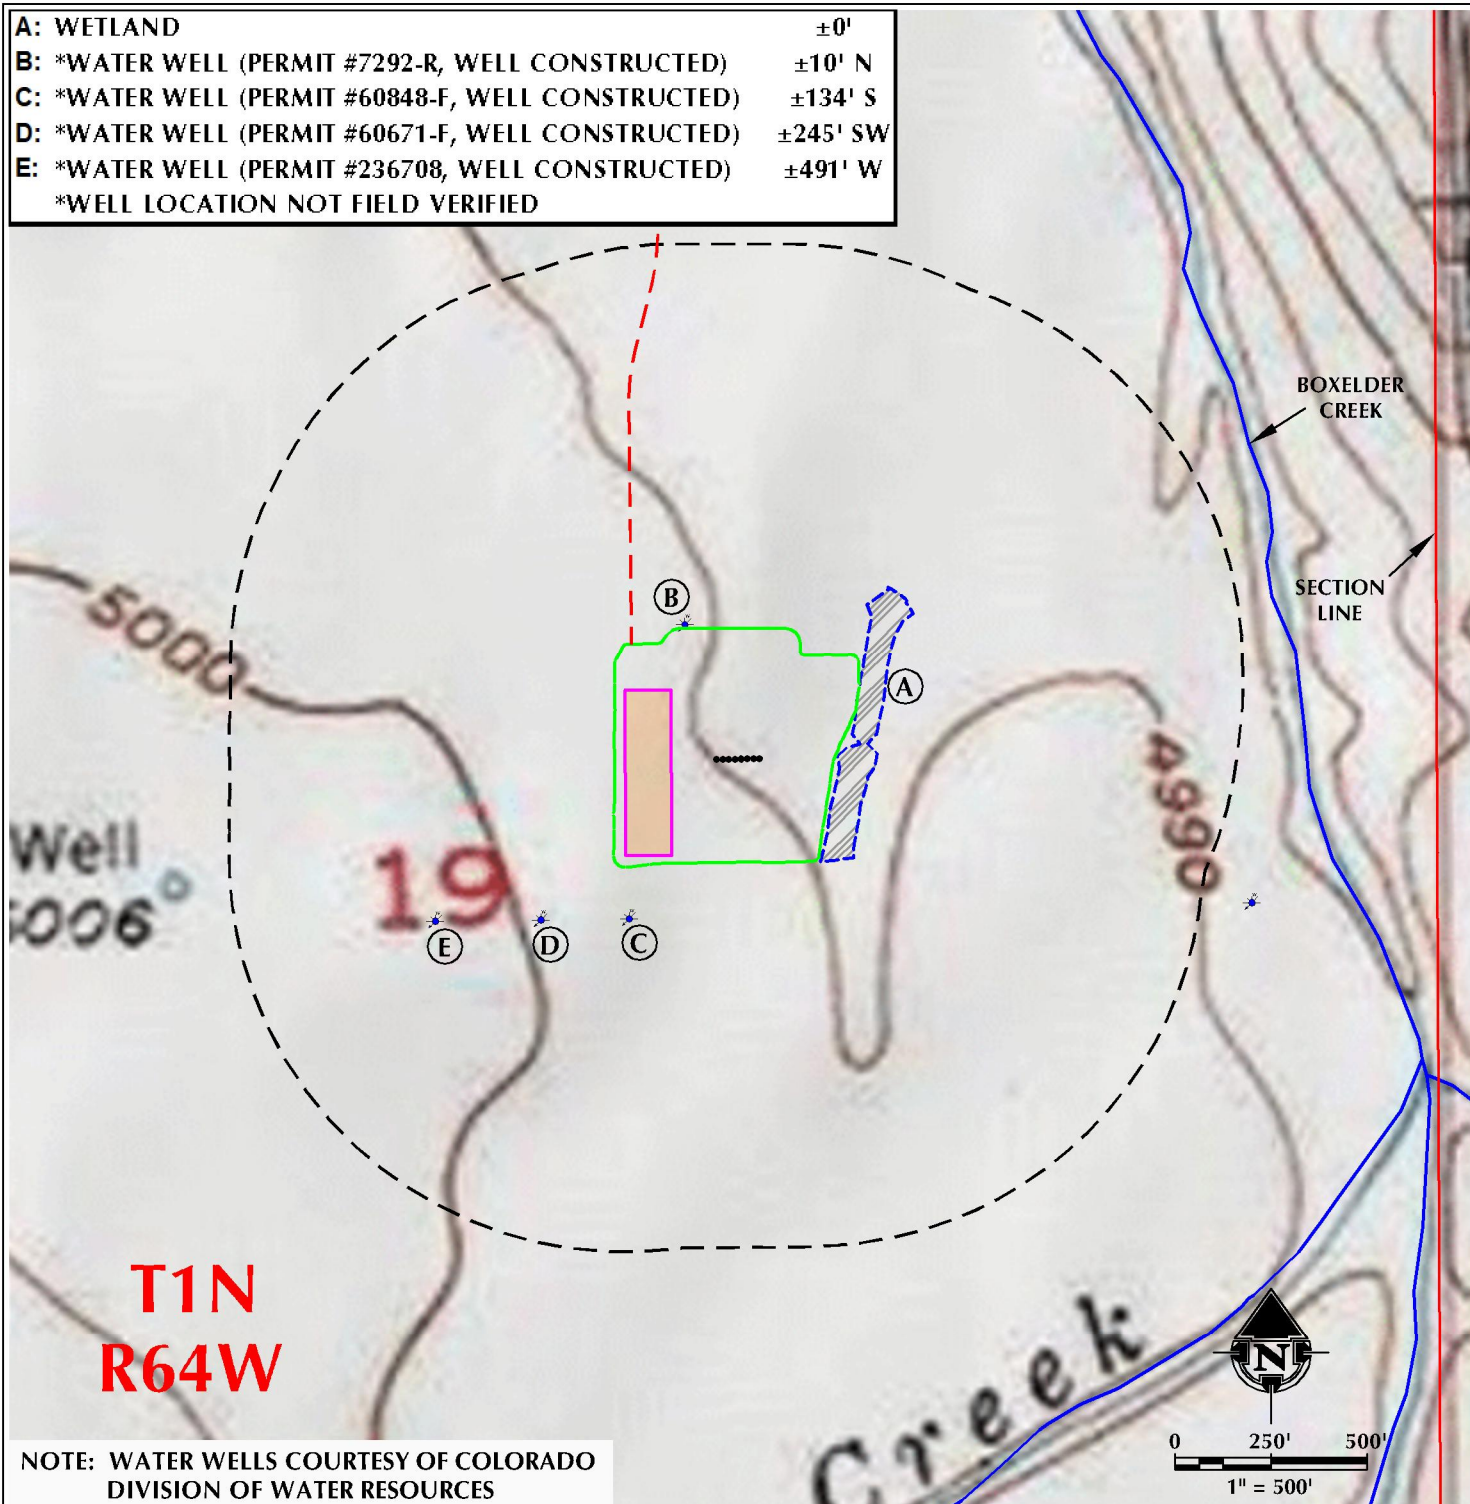 A: WETLAND ±0'
B: *WATER WELL (PERMIT #7292-R, WELL CONSTRUCTED) ±10' N
C: *WATER WELL (PERMIT #60848-F, WELL CONSTRUCTED) ±134' S
D: *WATER WELL (PERMIT #60671-F, WELL CONSTRUCTED) ±245' SW
E: *WATER WELL (PERMIT #236708, WELL CONSTRUCTED) ±491' W
*WELL LOCATION NOT FIELD VERIFIED
BOXELDER
CREEK
SECTION
LINE
B
A
5000
4990
Well
5006
19
E
D
C
T1N
R64W
Creek
N
0 250' 500'
1" = 500'
NOTE: WATER WELLS COURTESY OF COLORADO
DIVISION OF WATER RESOURCES